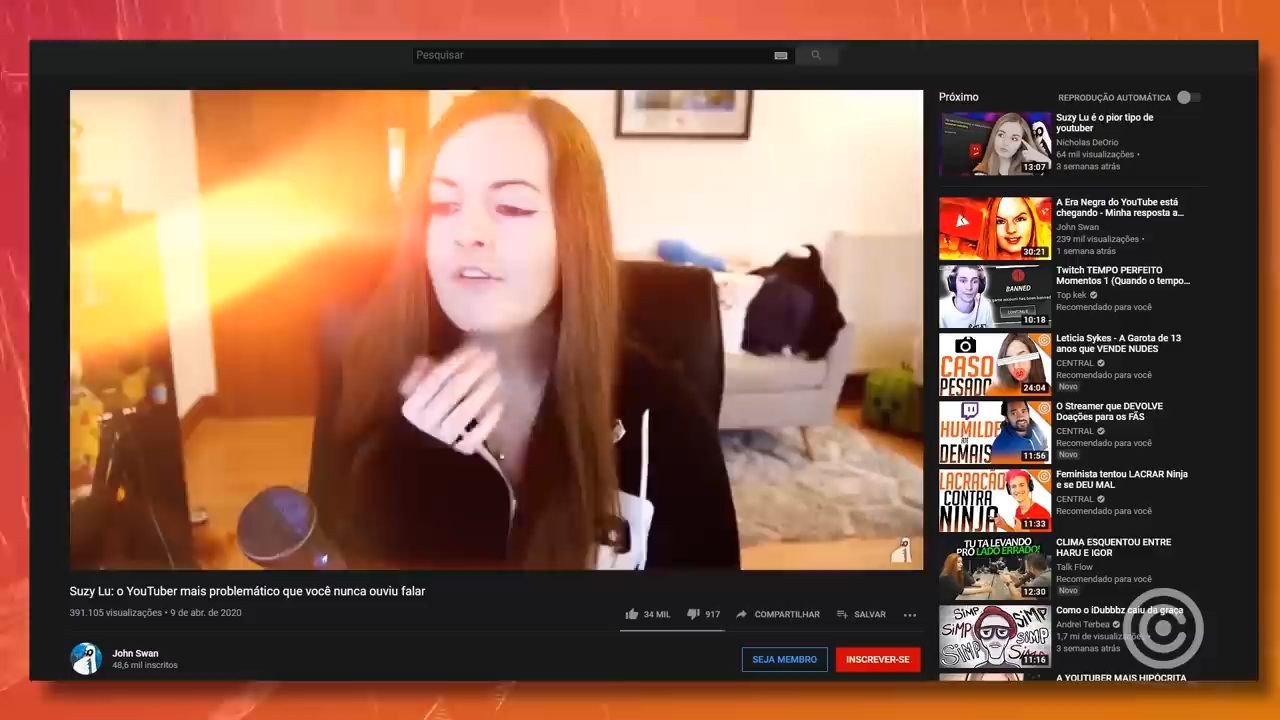 Pesquisar
Próximo
REPRODUÇÃO AUTOMÁTICA
Suzy Lu é o pior tipo de
youtuber
Nicholas DeOrio
64 mil visualizações •
3 semanas atrás
13:07
A Era Negra do YouTube está
chegando - Minha resposta a...
John Swan
239 mil visualizações •
1 semana atrás
30:21
Twitch TEMPO PERFEITO
Momentos 1 (Quando o tempo...
Top kek
Recomendado para você
BANNED
CONTINUE
10:18
Leticia Sykes - A Garota de 13
anos que VENDE NUDES
CENTRAL
Recomendado para você
Novo
CASO
PESADO
24:04
O Streamer que DEVOLVE
Doações para os FÃS
CENTRAL
Recomendado para você
Novo
HUMILDE
ATÉ
DEMAIS
11:56
Feminista tentou LACRAR Ninja
e se DEU MAL
CENTRAL
Recomendado para você
LACRAÇÃO
CONTRA
NINJA
11:33
CLIMA ESQUENTOU ENTRE
HARU E IGOR
Talk Flow
Recomendado para você
Novo
TU TA LEVANDO
PRO LADO ERRADO!
12:30
Como o iDubbbz caiu da graça
Andrei Terbea
1,7 mi de visualizações
3 semanas atrás
SIMP
SIMP
SIMP
SIMP
SIMP
11:16
A YOUTUBER MAIS HIPÓCRITA
Suzy Lu: o YouTuber mais problemático que você nunca ouviu falar
391.105 visualizações • 9 de abr. de 2020
34 MIL
917
COMPARTILHAR
SALVAR
John Swan
48,6 mil inscritos
SEJA MEMBRO
INSCREVER-SE